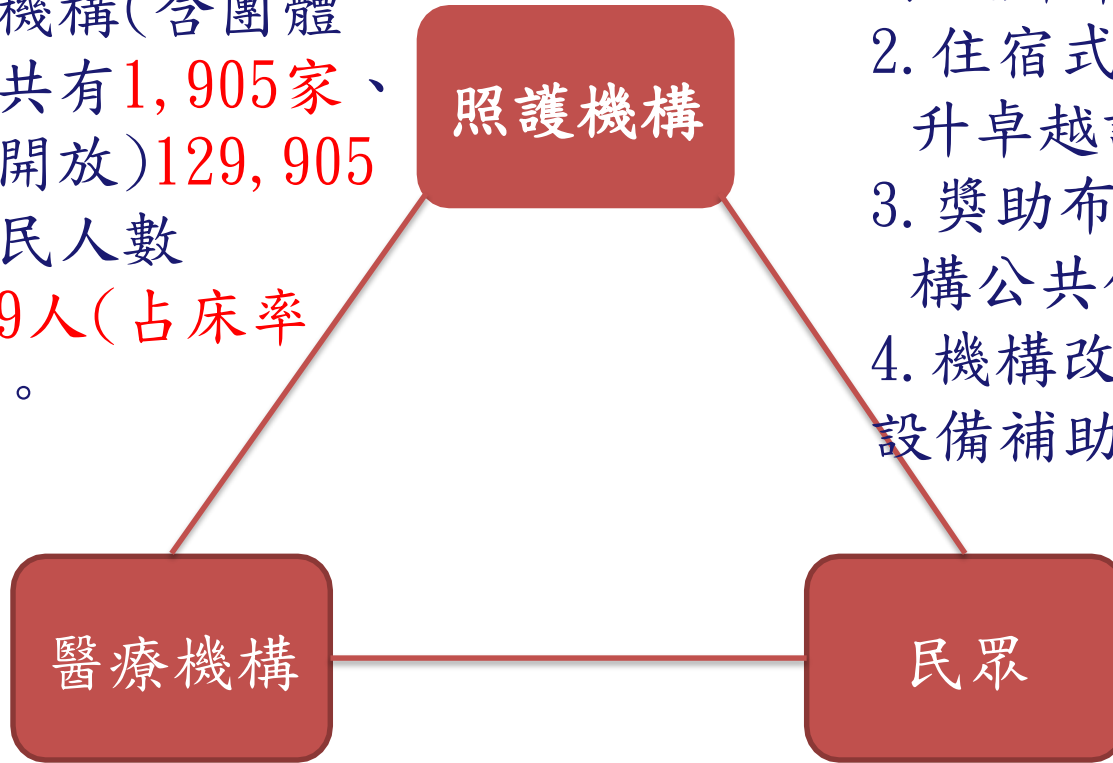 機構(含團體
共有1,905家、
開放)129,905
民人數
9人(占床率
。
照護機構
2.住宿式
升卓越
3.獎助布
構公共
4.機構改
設備補助
醫療機構
民眾